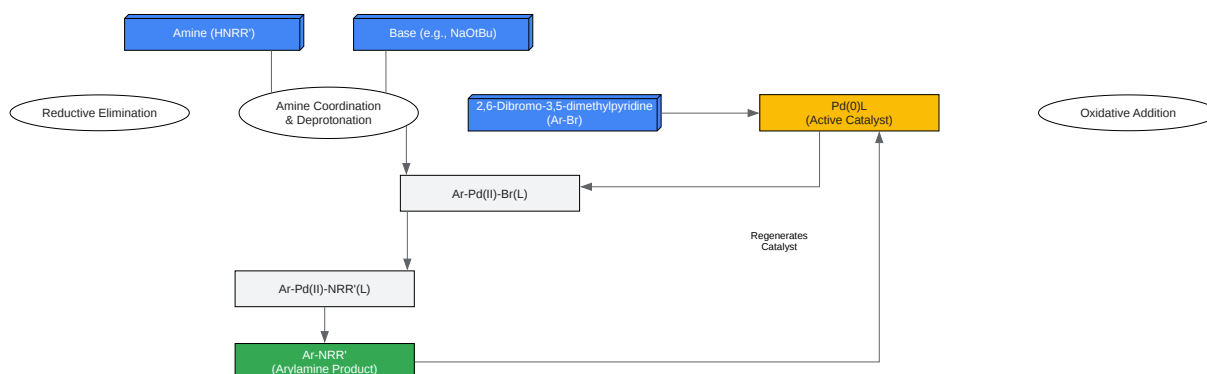 Amine (HNRR')
Base (e.g., NaOtBu)
Reductive Elimination
Amine Coordination
& Deprotonation
2,6-Dibromo-3,5-dimethylpyridine
(Ar-Br)
Pd(0)L
(Active Catalyst)
Oxidative Addition
Ar-Pd(II)-Br(L)
Regenerates
Catalyst
Ar-Pd(II)-NRR'(L)
Ar-NRR'
(Arylamine Product)